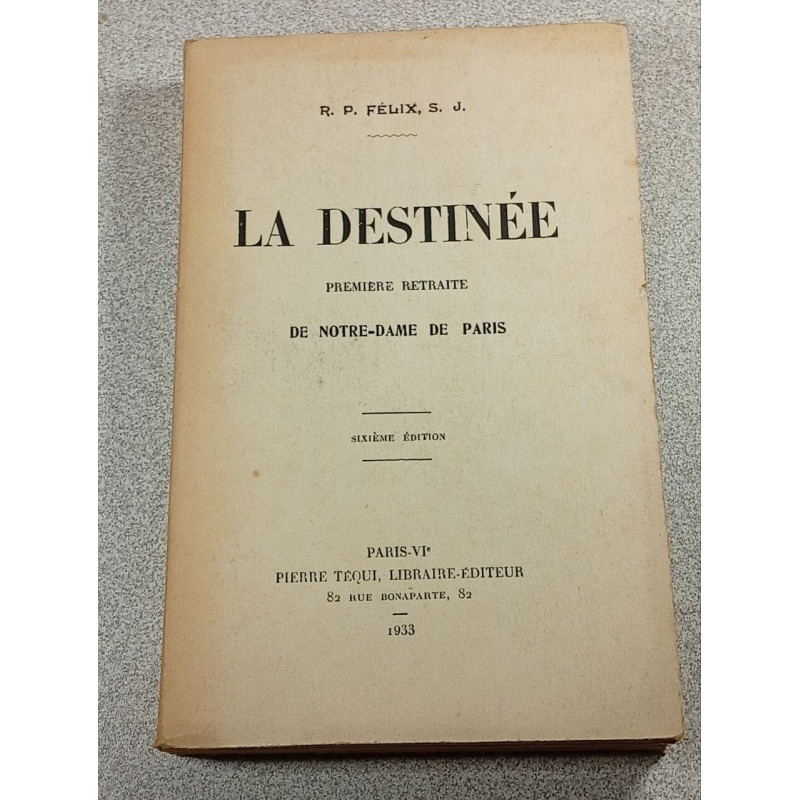 R. P. FÉLIX, S. J.
LA DESTINÉE
PREMIÈRE RETRAITE
DE NOTRE-DAME DE PARIS
SIXIÈME ÉDITION
PARIS-VIe
PIERRE TÉQUI, LIBRAIRE-ÉDITEUR
82 RUE BONAPARTE, 82
1933